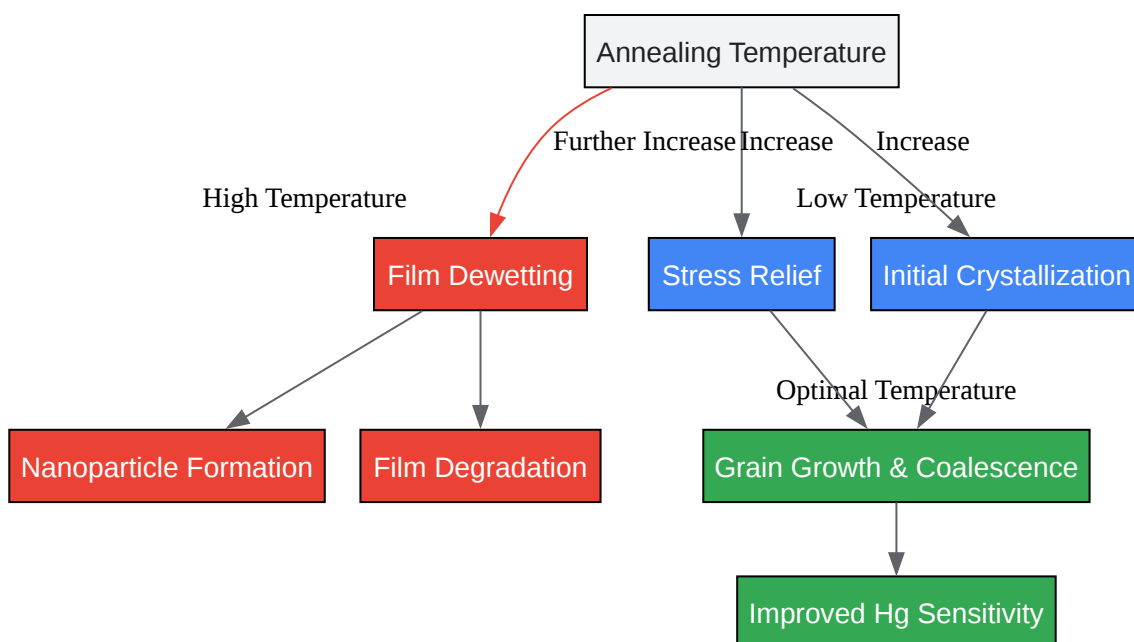 Annealing Temperature
Further Increase
Increase
Increase
High Temperature
Low Temperature
Film Dewetting
Stress Relief
Initial Crystallization
Optimal Temperature
Nanoparticle Formation
Film Degradation
Grain Growth & Coalescence
Improved Hg Sensitivity